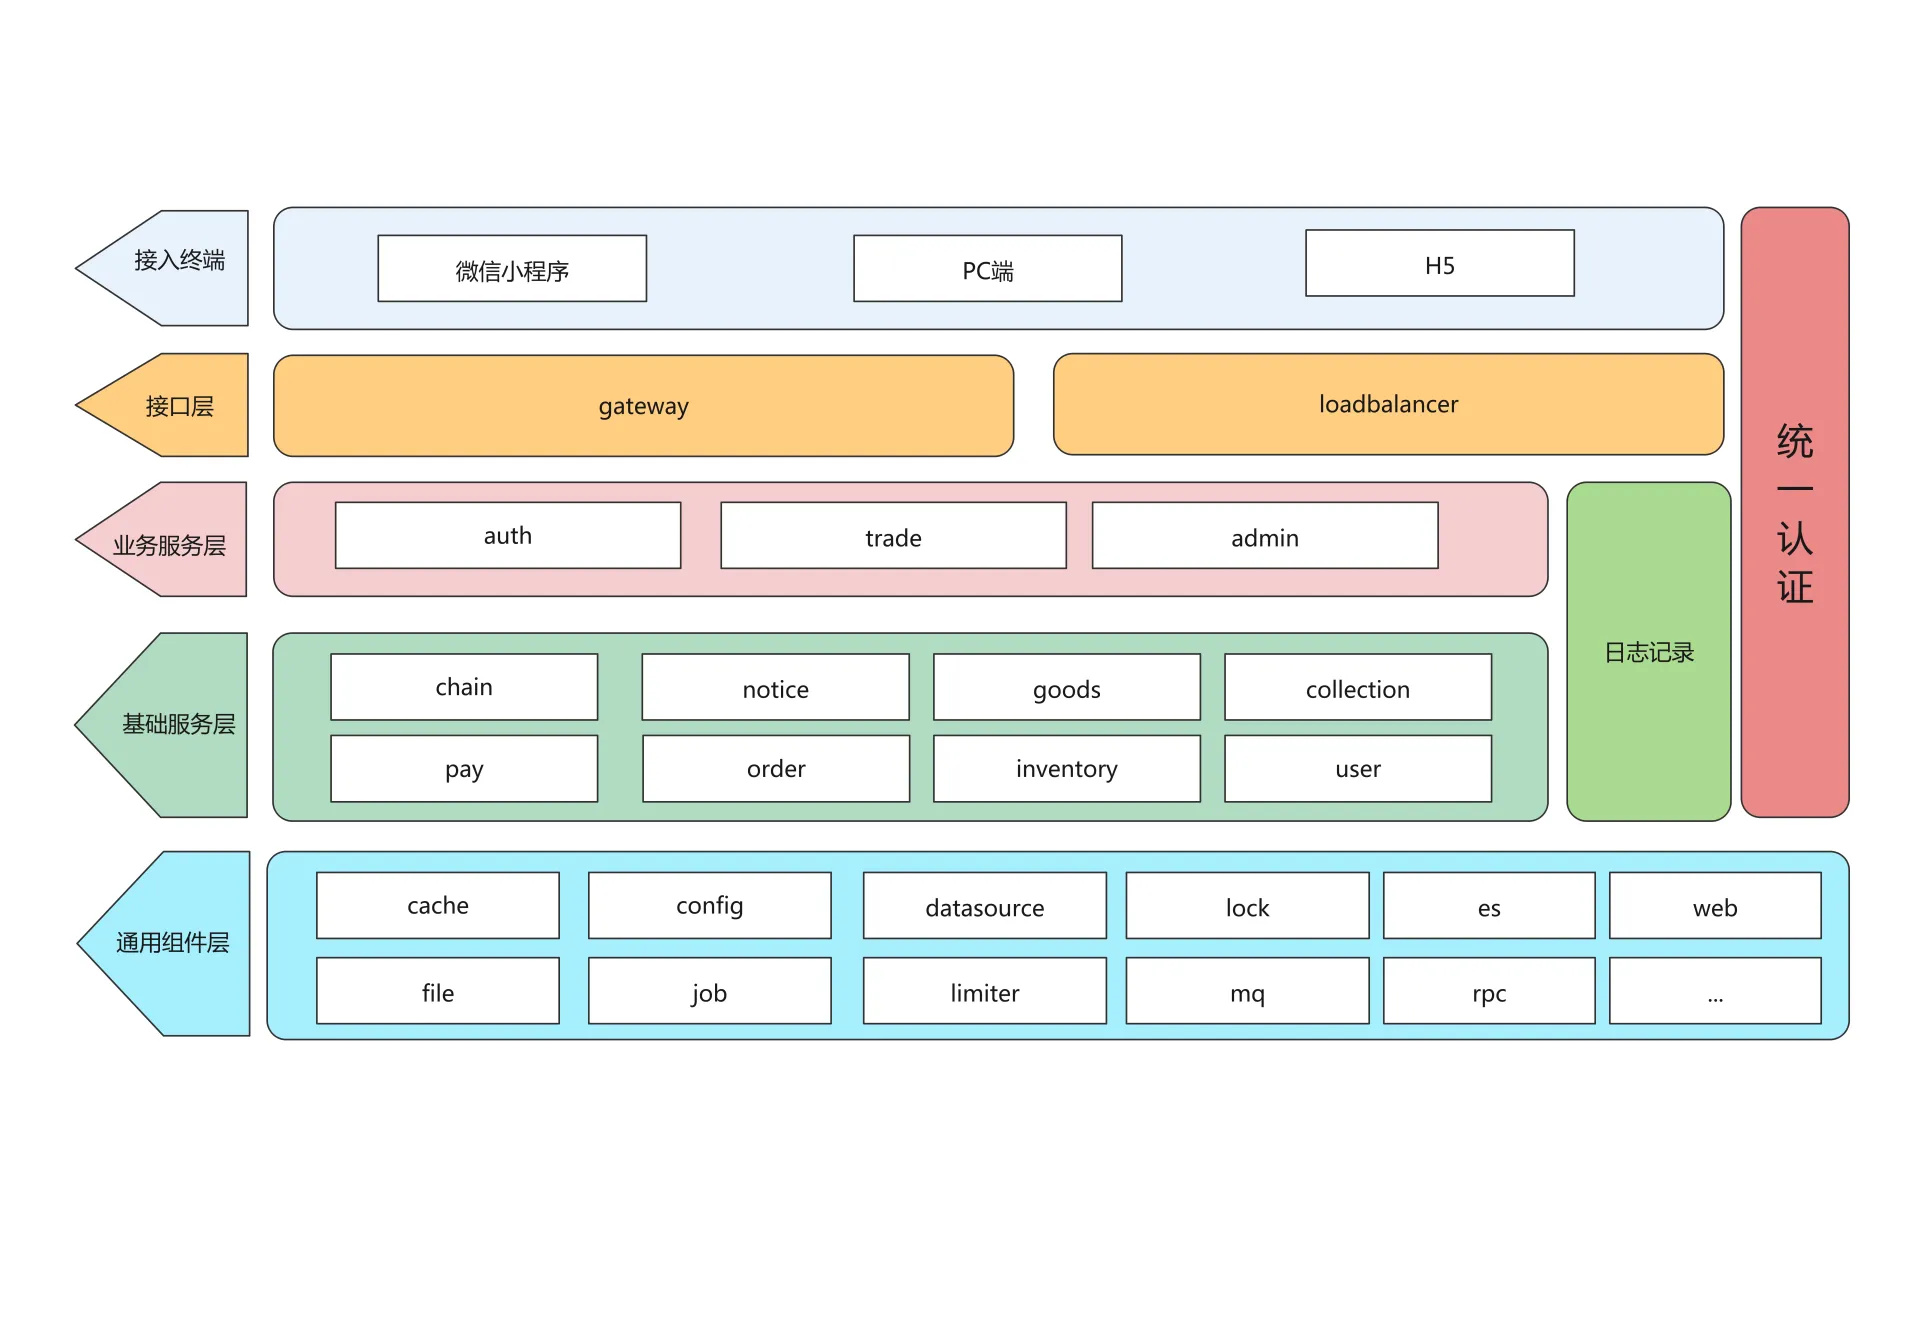 接入终端
微信小程序
PC端
H5
接口层
gateway
loadbalancer
业务服务层
auth
trade
admin
基础服务层
chain
notice
goods
collection
pay
order
inventory
user
日志记录
统
一
认
证
通用组件层
cache
config
datasource
lock
es
web
file
job
limiter
mq
rpc
...